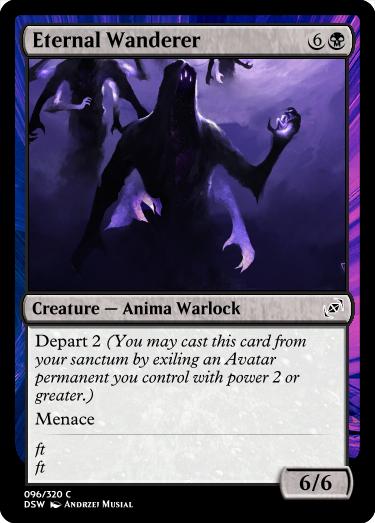 Eternal Wanderer 6
Creature — Anima Warlock
Depart 2 (You may cast this card from
your sanctum by exiling an Avatar
permanent you control with power 2 or
greater.)
Menace
ft
ft
6/6
096/320 C
DSW Andrzej Musial